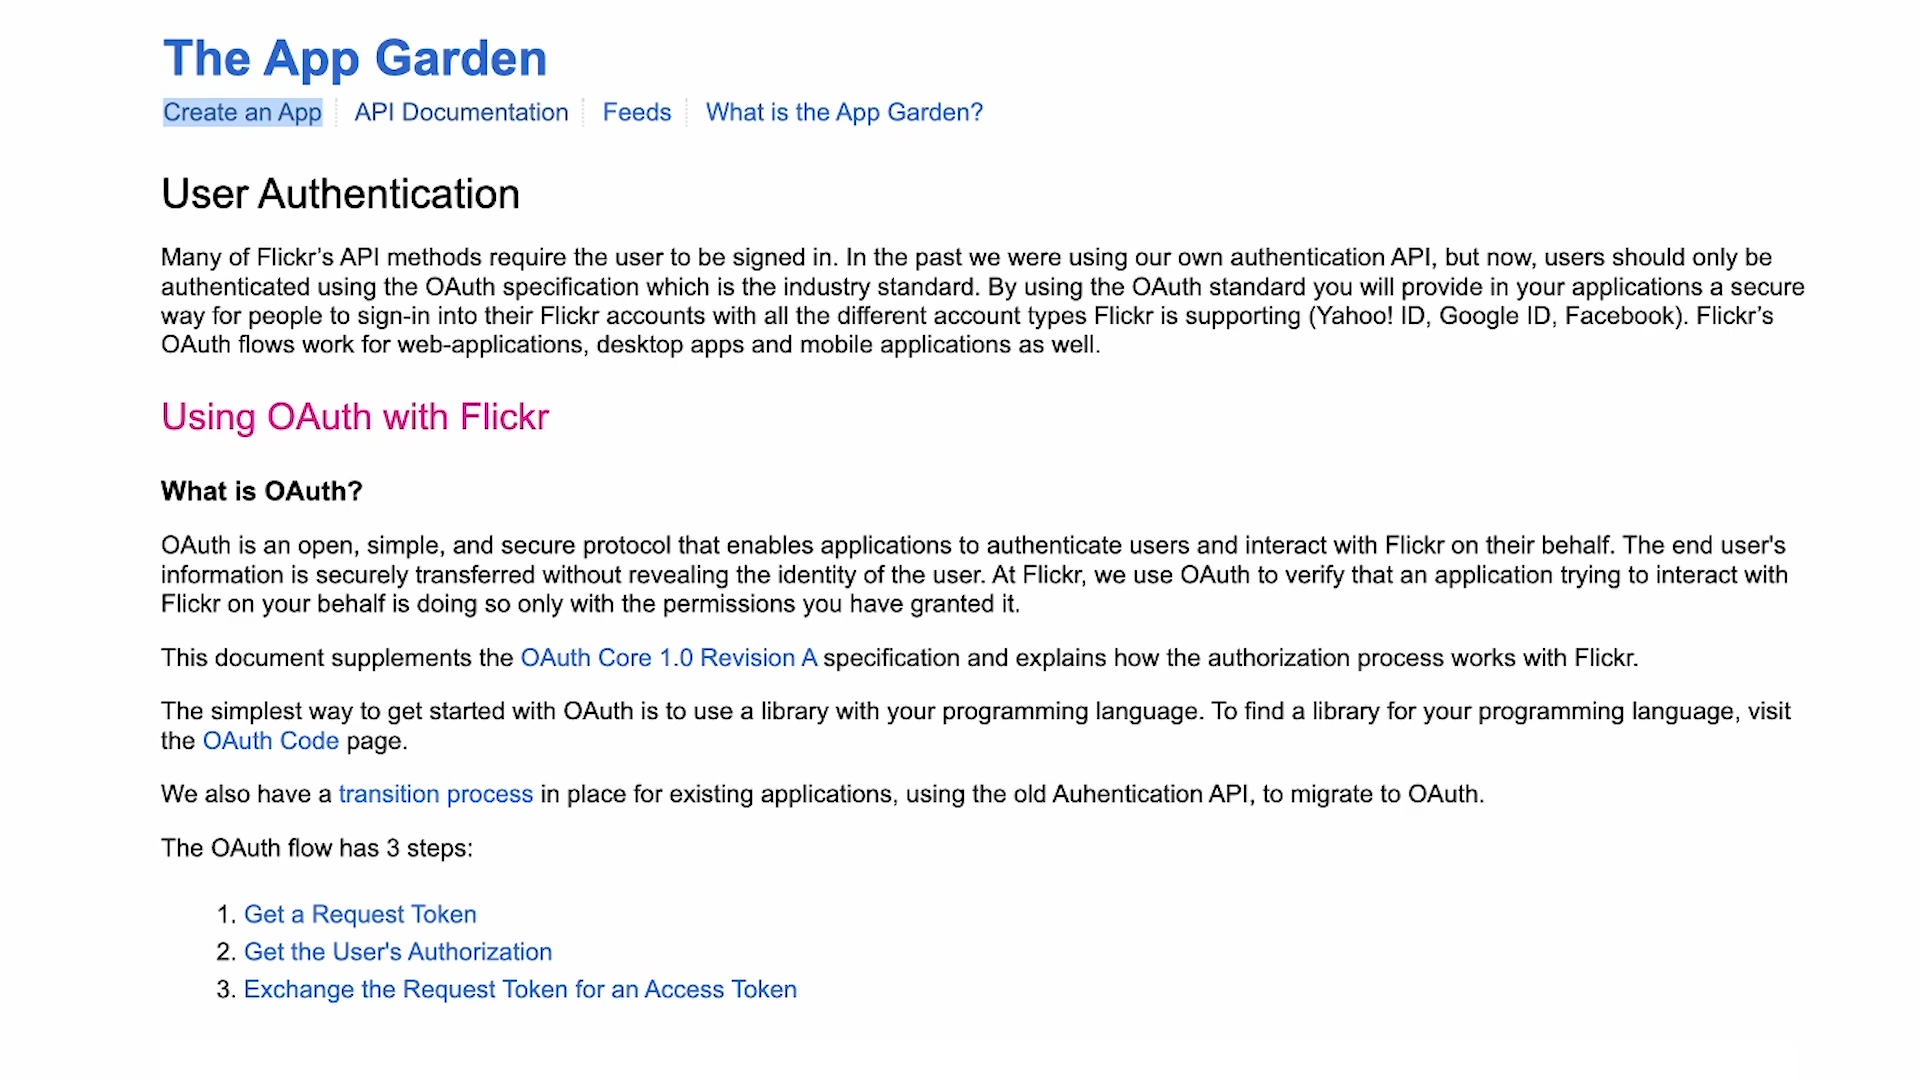 The App Garden
Create an App API Documentation Feeds What is the App Garden?
User Authentication
Many of Flickr’s API methods require the user to be signed in. In the past we were using our own authentication API, but now, users should only be
authenticated using the OAuth specification which is the industry standard. By using the OAuth standard you will provide in your applications a secure
way for people to sign-in into their Flickr accounts with all the different account types Flickr is supporting (Yahoo! ID, Google ID, Facebook). Flickr’s
OAuth flows work for web-applications, desktop apps and mobile applications as well.
Using OAuth with Flickr
What is OAuth?
OAuth is an open, simple, and secure protocol that enables applications to authenticate users and interact with Flickr on their behalf. The end user's
information is securely transferred without revealing the identity of the user. At Flickr, we use OAuth to verify that an application trying to interact with
Flickr on your behalf is doing so only with the permissions you have granted it.
This document supplements the OAuth Core 1.0 Revision A specification and explains how the authorization process works with Flickr.
The simplest way to get started with OAuth is to use a library with your programming language. To find a library for your programming language, visit
the OAuth Code page.
We also have a transition process in place for existing applications, using the old Auhentication API, to migrate to OAuth.
The OAuth flow has 3 steps:
1. Get a Request Token
2. Get the User's Authorization
3. Exchange the Request Token for an Access Token